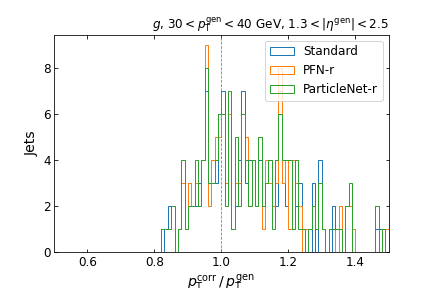 g, 30 < p_T^gen < 40 GeV, 1.3 < |η^gen| < 2.5
Standard
PFN-r
ParticleNet-r
8
6
4
2
0
Jets
0.6 0.8 1.0 1.2 1.4
p_T^corr / p_T^gen